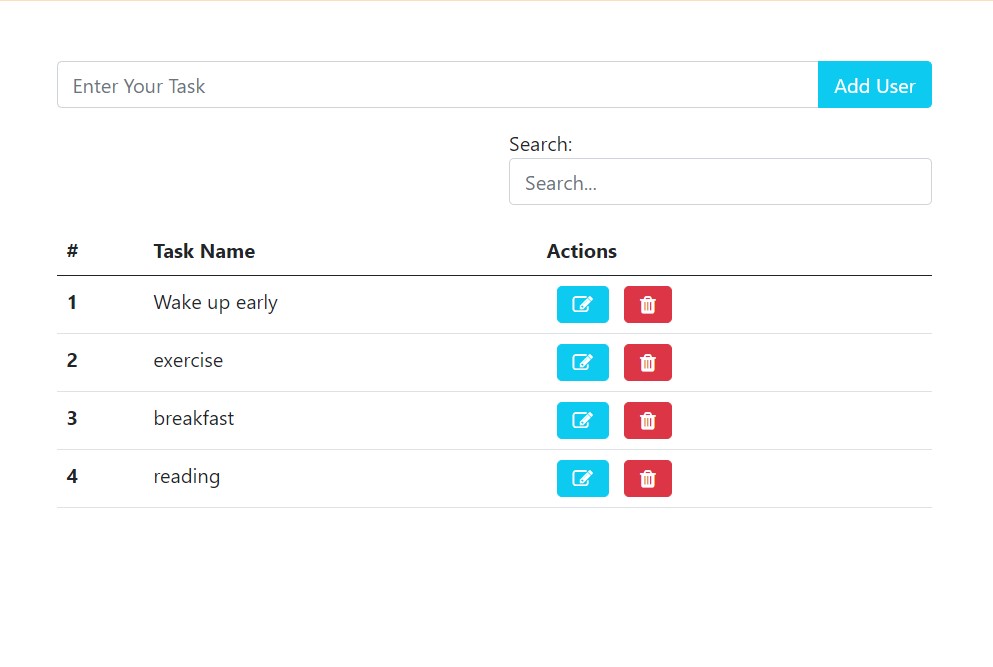 Enter Your Task Add User
Search:
Search...
# Task Name Actions
1 Wake up early
2 exercise
3 breakfast
4 reading